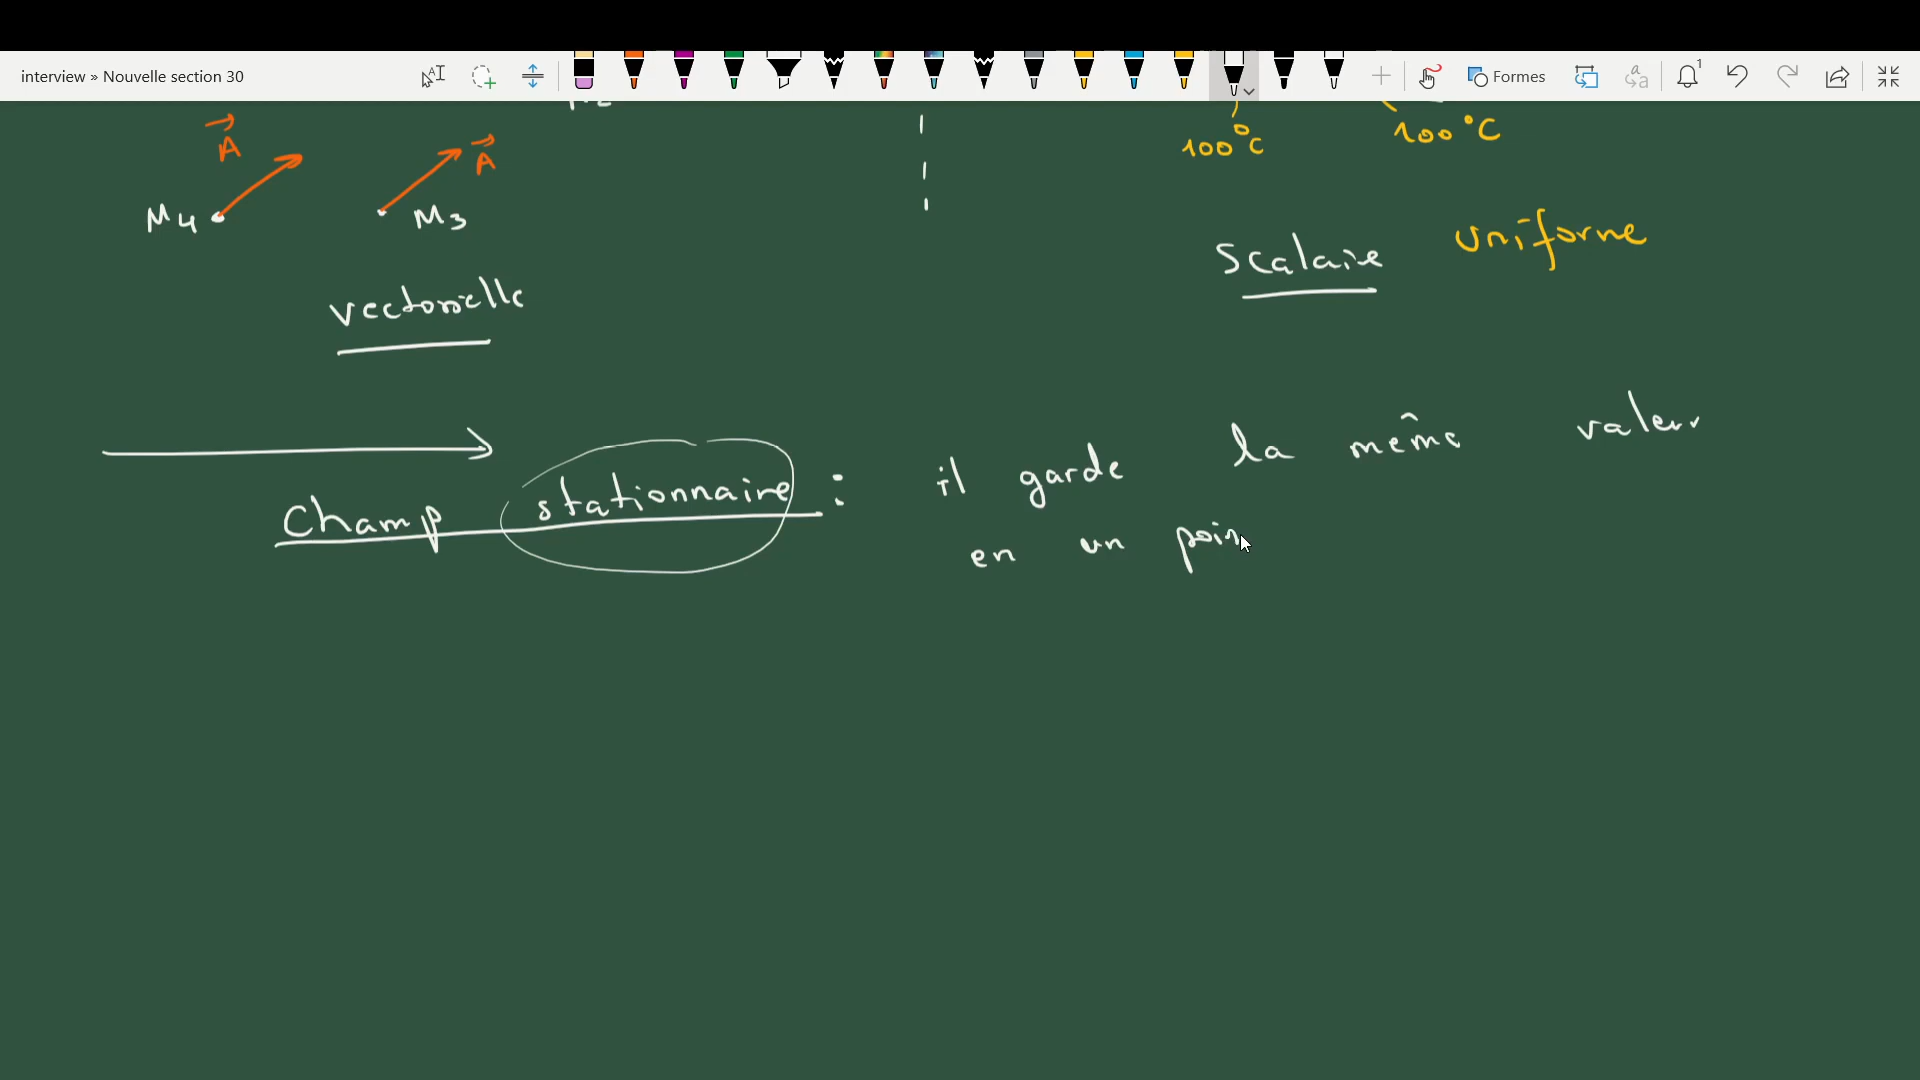 interview » Nouvelle section 30
Formes
1
A
A
100°C
100°C
M4
M3
Scalaire uniforme
vectorielle
Champ stationnaire : il garde la même valeur
en un poin